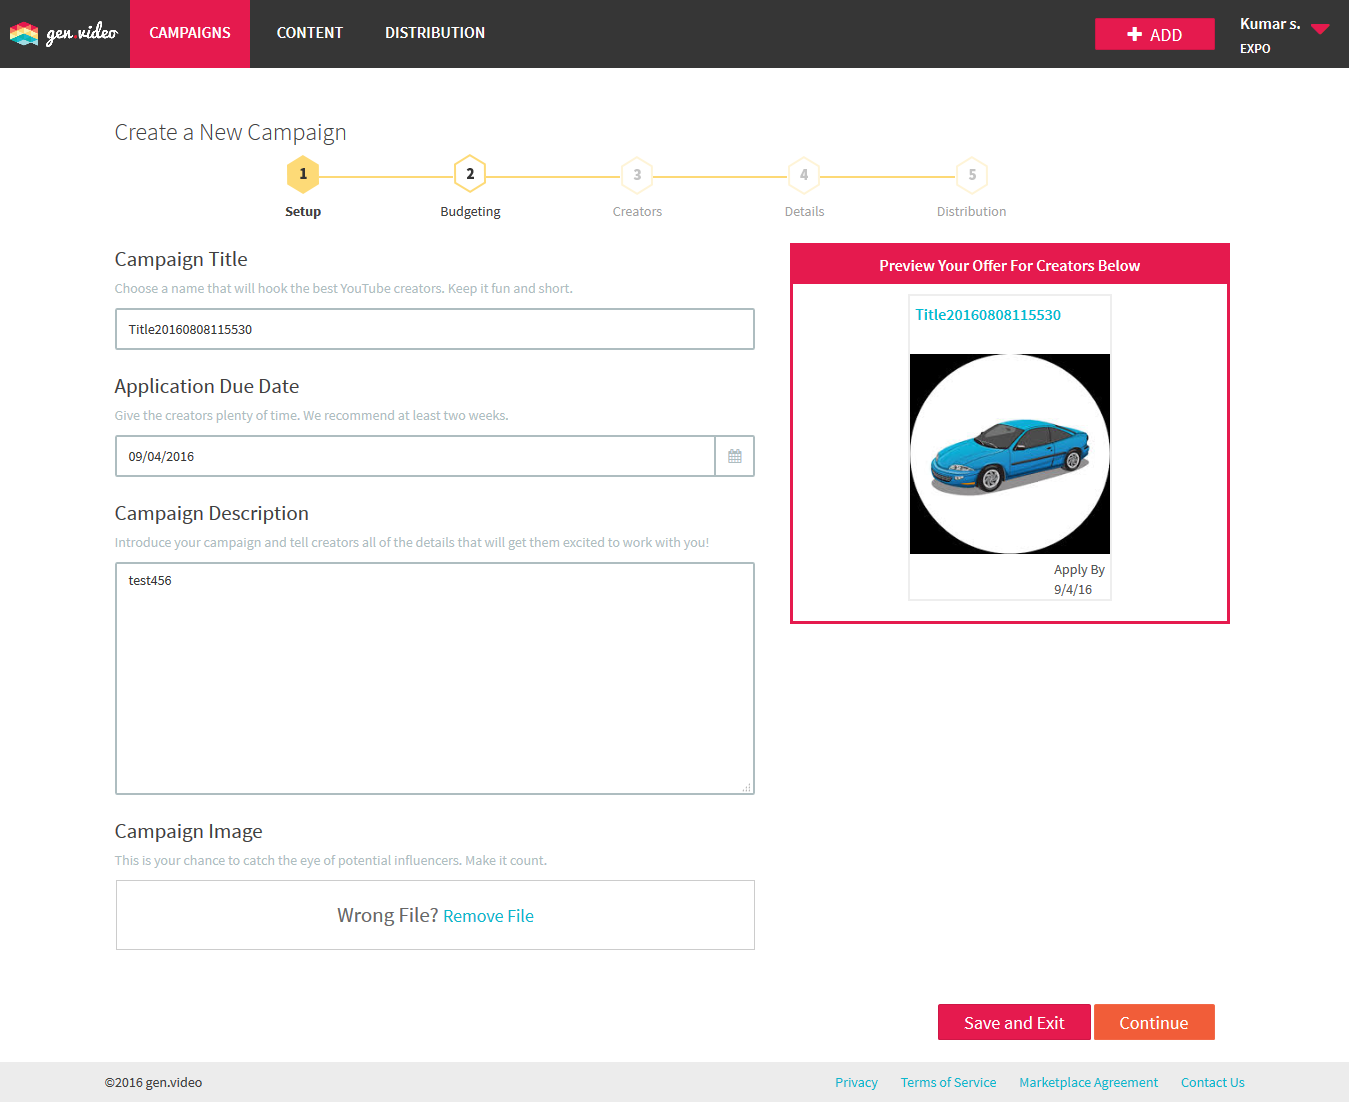 gen.video
CAMPAIGNS
CONTENT
DISTRIBUTION
ADD
Kumar s.
EXPO
Create a New Campaign
1
2
3
4
5
Setup
Budgeting
Creators
Details
Distribution
Campaign Title
Choose a name that will hook the best YouTube creators. Keep it fun and short.
Title20160808115530
Application Due Date
Give the creators plenty of time. We recommend at least two weeks.
09/04/2016
Campaign Description
Introduce your campaign and tell creators all of the details that will get them excited to work with you!
test456
Campaign Image
This is your chance to catch the eye of potential influencers. Make it count.
Wrong File? Remove File
Preview Your Offer For Creators Below
Title20160808115530
Apply By
9/4/16
Save and Exit
Continue
©2016 gen.video
Privacy
Terms of Service
Marketplace Agreement
Contact Us